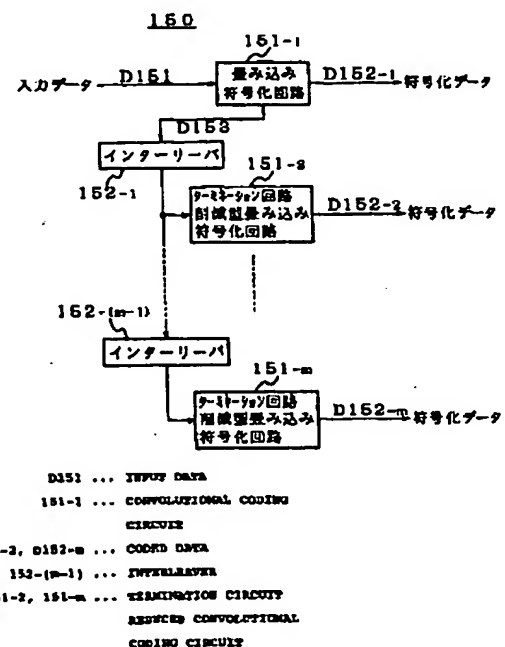 150
151-1
入力データ D151 畳み込み D152-1 符号化データ
符号化回路
D153
インターリーバ
152-1
151-2
ターミネーション回路
削減型畳み込み D152-2 符号化データ
符号化回路
152-(m-1)
インターリーバ
151-m
ターミネーション回路
削減型畳み込み D152-m 符号化データ
符号化回路
D151 ... INPUT DATA
151-1 ... CONVOLUTIONAL CODING
CIRCUIT
-2, D152-m ... CODED DATA
152-(m-1) ... INTERLEAVER
1-2, 151-m ... TERMINATION CIRCUIT
REDUCED CONVOLUTIONAL
CODING CIRCUIT